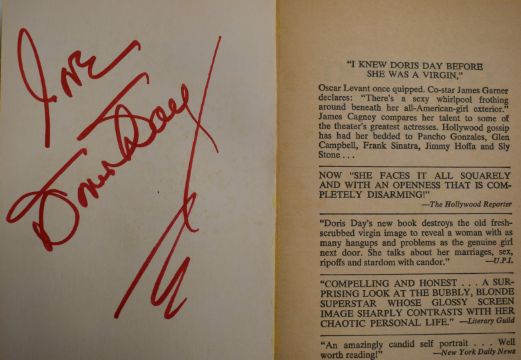 Love
Doris Day
"I KNEW DORIS DAY BEFORE
SHE WAS A VIRGIN,"
Oscar Levant once quipped. Co-star James Garner
declares: "There's a sexy whirlpool frothing
around beneath her all-American-girl exterior."
James Cagney compares her talent to some of
the theater's greatest actresses. Hollywood gossip
has had her bedded to Pancho Gonzales, Glen
Campbell, Frank Sinatra, Jimmy Hoffa and Sly
Stone . . .
NOW "SHE FACES IT ALL SQUARELY
AND WITH AN OPENNESS THAT IS COM-
PLETELY DISARMING!"
—The Hollywood Reporter
"Doris Day's new book destroys the old fresh-
scrubbed virgin image to reveal a woman with as
many hangups and problems as the genuine girl
next door. She talks about her marriages, sex,
ripoffs and stardom with candor."
—U.P.I.
"COMPELLING AND HONEST . . . A SUR-
PRISING LOOK AT THE BUBBLY, BLONDE
SUPERSTAR WHOSE GLOSSY SCREEN
IMAGE SHARPLY CONTRASTS WITH HER
CHAOTIC PERSONAL LIFE." —Literary Guild
"An amazingly candid self portrait . . . Well
worth reading!" —New York Daily News